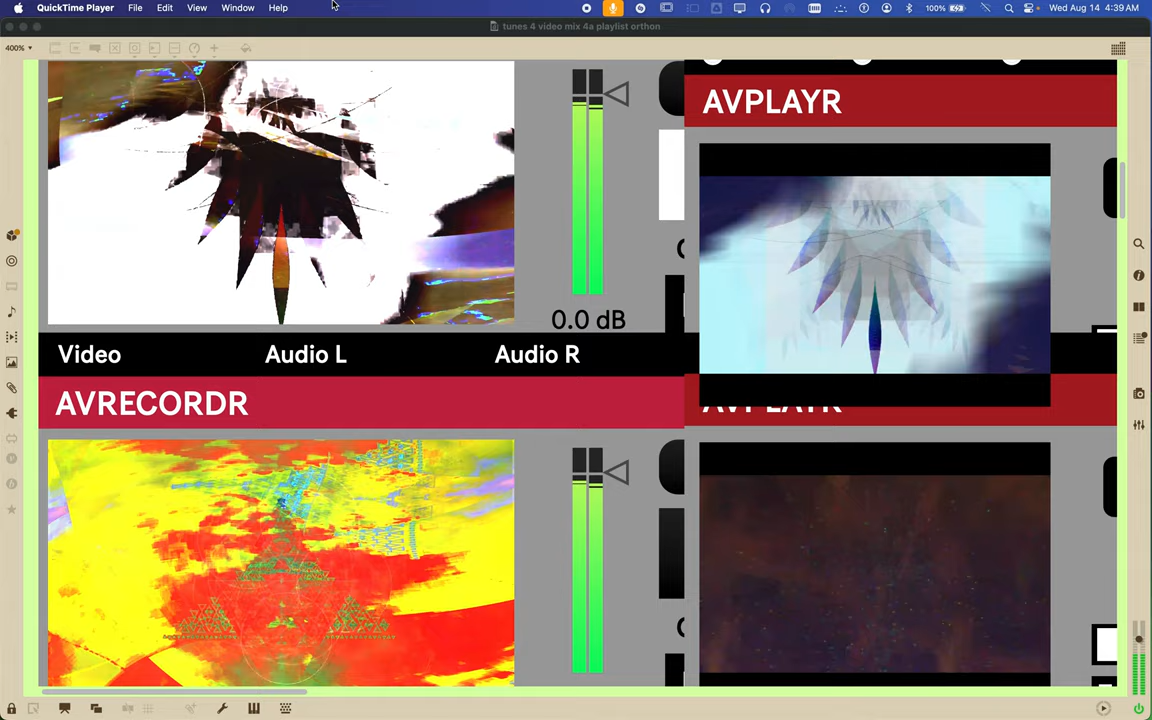 QuickTime Player File Edit View Window Help 100% Wed Aug 14 4:39 AM
tunes 4 video mix 4a playlist orthon
400%
AVPLAYR
0.0 dB
Video Audio L Audio R
AVRECORDR
AVPLAYR